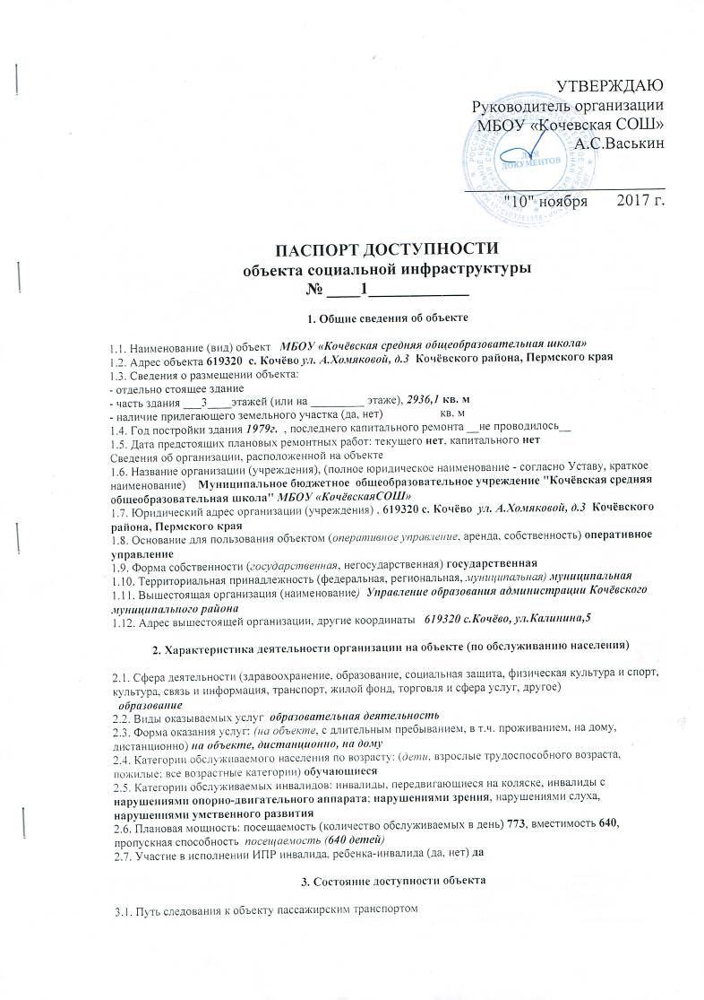 УТВЕРЖДАЮ
Руководитель организации
МБОУ «Кочевская СОШ»
А.С.Васькин
ДЛЯ
ДОКУМЕНТОВ
"10" ноября 2017 г.
ПАСПОРТ ДОСТУПНОСТИ
объекта социальной инфраструктуры
№ ____1____________
1. Общие сведения об объекте
1.1. Наименование (вид) объект МБОУ «Кочёвская средняя общеобразовательная школа»
1.2. Адрес объекта 619320 с. Кочёво ул. А.Хомяковой, д.3 Кочёвского района, Пермского края
1.3. Сведения о размещении объекта:
- отдельно стоящее здание
- часть здания ___3____этажей (или на _________ этаже), 2936,1 кв. м
- наличие прилегающего земельного участка (да, нет) кв. м
1.4. Год постройки здания 1979г. , последнего капитального ремонта __не проводилось__
1.5. Дата предстоящих плановых ремонтных работ: текущего нет, капитального нет
Сведения об организации, расположенной на объекте
1.6. Название организации (учреждения), (полное юридическое наименование - согласно Уставу, краткое
наименование) Муниципальное бюджетное общеобразовательное учреждение "Кочёвская средняя
общеобразовательная школа" МБОУ «КочёвскаяСОШ»
1.7. Юридический адрес организации (учреждения) , 619320 с. Кочёво ул. А.Хомяковой, д.3 Кочёвского
района, Пермского края
1.8. Основание для пользования объектом (оперативное управление, аренда, собственность) оперативное
управление
1.9. Форма собственности (государственная, негосударственная) государственная
1.10. Территориальная принадлежность (федеральная, региональная, муниципальная) муниципальная
1.11. Вышестоящая организация (наименование) Управление образования администрации Кочёвского
муниципального района
1.12. Адрес вышестоящей организации, другие координаты 619320 с.Кочёво, ул.Калинина,5
2. Характеристика деятельности организации на объекте (по обслуживанию населения)
2.1. Сфера деятельности (здравоохранение, образование, социальная защита, физическая культура и спорт,
культура, связь и информация, транспорт, жилой фонд, торговля и сфера услуг, другое)
образование
2.2. Виды оказываемых услуг образовательная деятельность
2.3. Форма оказания услуг: (на объекте, с длительным пребыванием, в т.ч. проживанием, на дому,
дистанционно) на объекте, дистанционно, на дому
2.4. Категории обслуживаемого населения по возрасту: (дети, взрослые трудоспособного возраста,
пожилые; все возрастные категории) обучающиеся
2.5. Категории обслуживаемых инвалидов: инвалиды, передвигающиеся на коляске, инвалиды с
нарушениями опорно-двигательного аппарата; нарушениями зрения, нарушениями слуха,
нарушениями умственного развития
2.6. Плановая мощность: посещаемость (количество обслуживаемых в день) 773, вместимость 640,
пропускная способность посещаемость (640 детей)
2.7. Участие в исполнении ИПР инвалида, ребенка-инвалида (да, нет) да
3. Состояние доступности объекта
3.1. Путь следования к объекту пассажирским транспортом